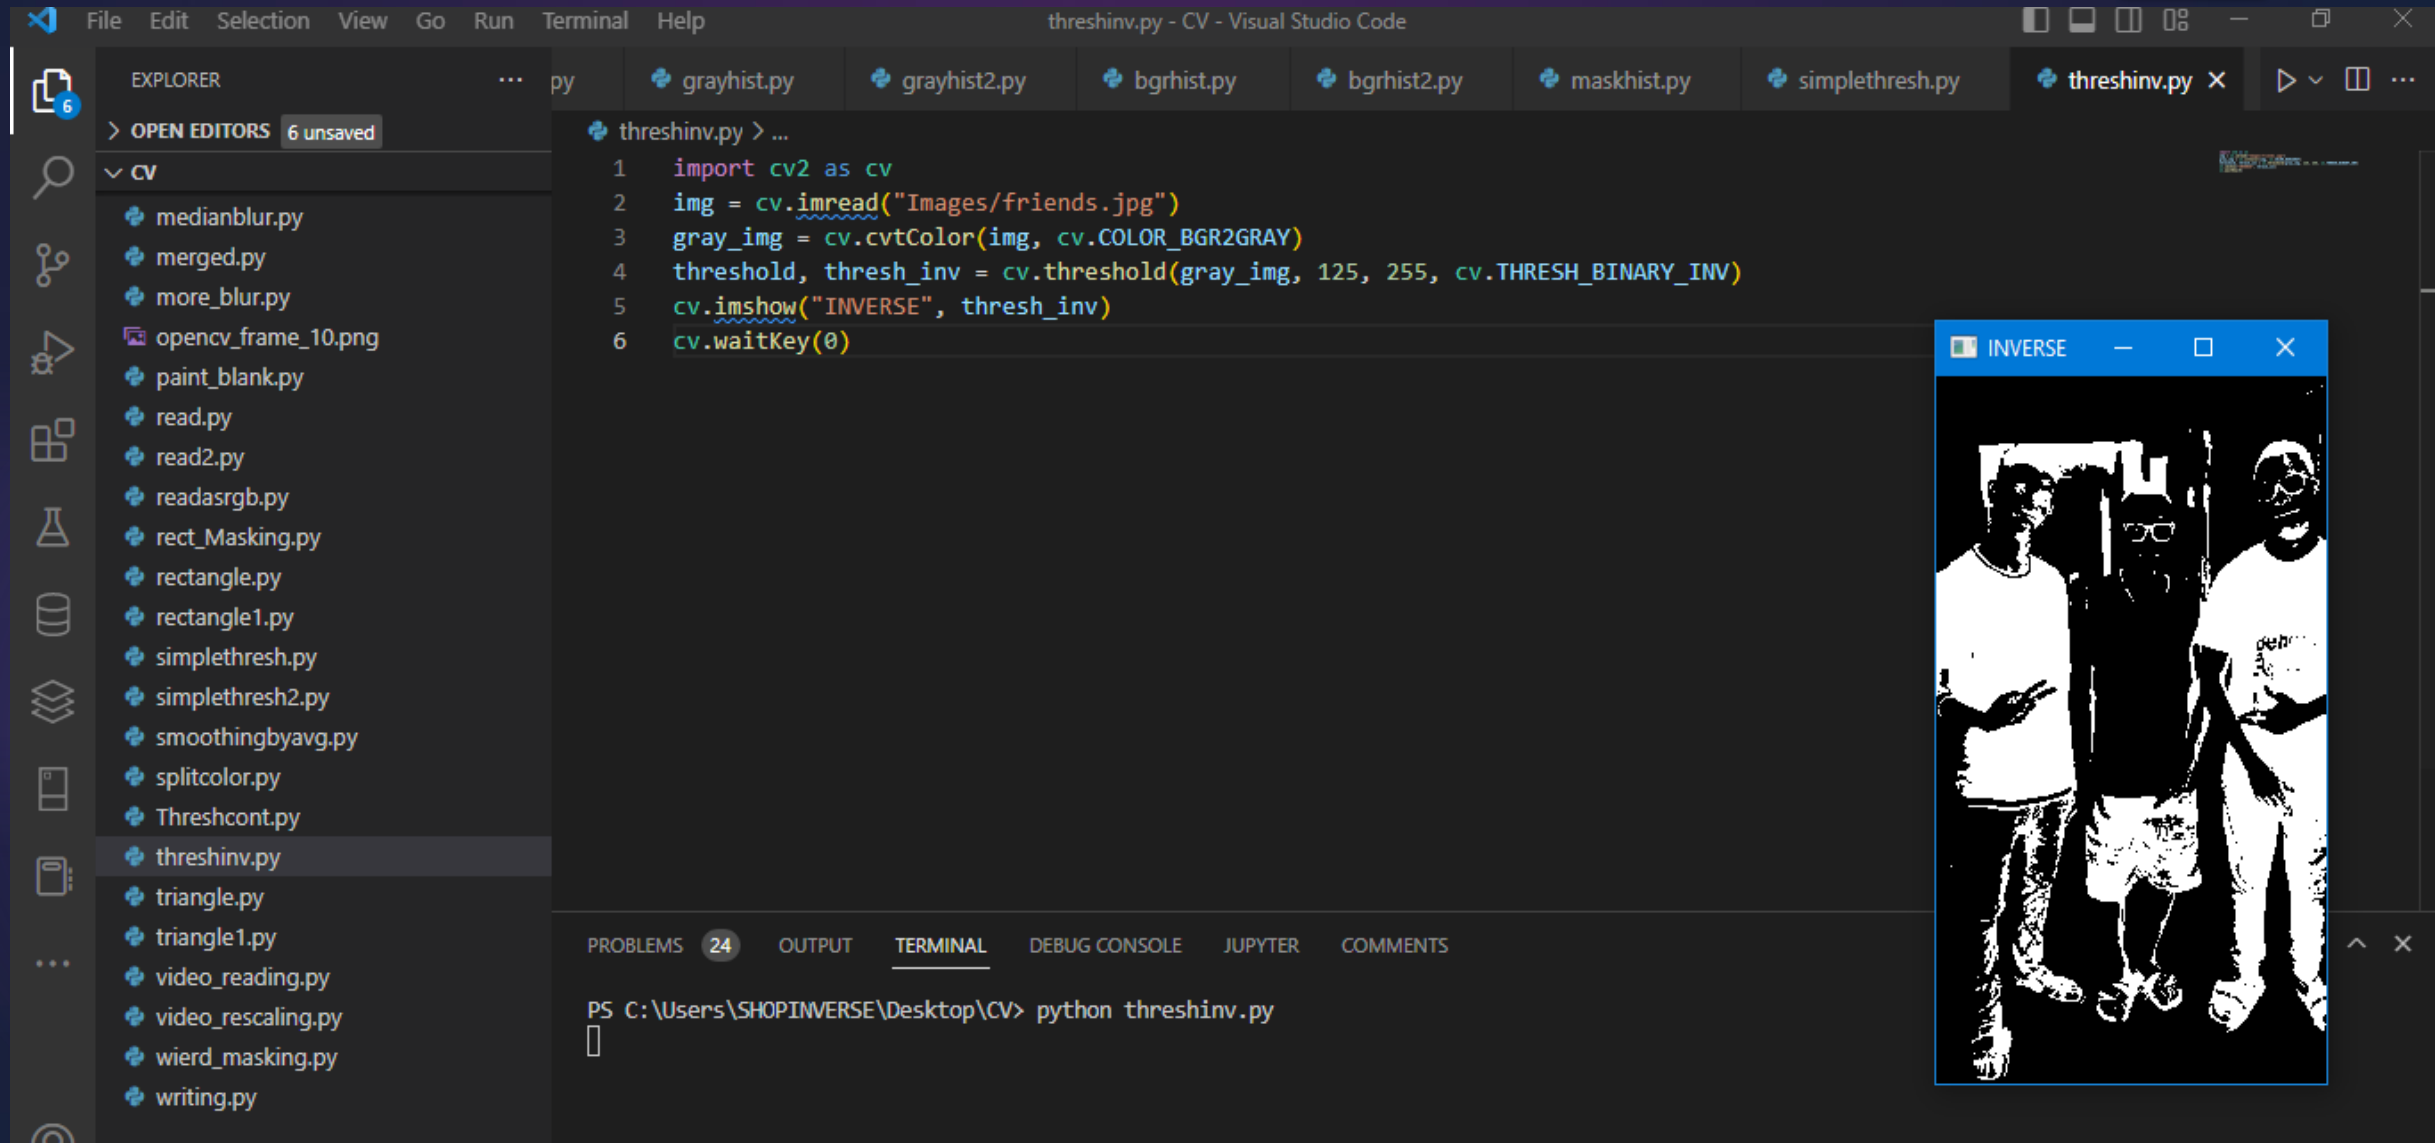 File Edit Selection View Go Run Terminal Help threshinv.py - CV - Visual Studio Code
6
EXPLORER
OPEN EDITORS 6 unsaved
CV
medianblur.py
merged.py
more_blur.py
opencv_frame_10.png
paint_blank.py
read.py
read2.py
readasrgb.py
rect_Masking.py
rectangle.py
rectangle1.py
simplethresh.py
simplethresh2.py
smoothingbyavg.py
splitcolor.py
Threshcont.py
threshinv.py
triangle.py
triangle1.py
video_reading.py
video_rescaling.py
wierd_masking.py
writing.py
py grayhist.py grayhist2.py bgrhist.py bgrhist2.py maskhist.py simplethresh.py threshinv.py
threshinv.py > ...
1 import cv2 as cv
2 img = cv.imread("Images/friends.jpg")
3 gray_img = cv.cvtColor(img, cv.COLOR_BGR2GRAY)
4 threshold, thresh_inv = cv.threshold(gray_img, 125, 255, cv.THRESH_BINARY_INV)
5 cv.imshow("INVERSE", thresh_inv)
6 cv.waitKey(0)
INVERSE
PROBLEMS 24 OUTPUT TERMINAL DEBUG CONSOLE JUPYTER COMMENTS
PS C:\Users\SHOPINVERSE\Desktop\CV> python threshinv.py